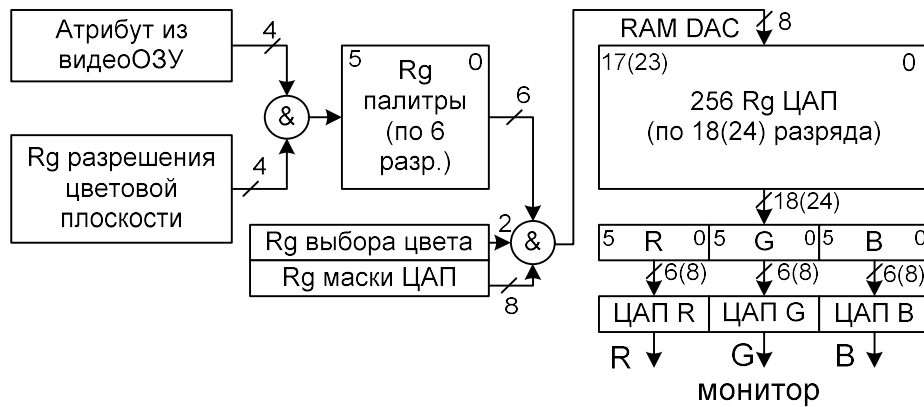 Атрибут из
видеоОЗУ
4
&
Rg разрешения
цветовой
плоскости
4
5 0
Rg
палитры
(по 6
разр.)
6
Rg выбора цвета
2
Rg маски ЦАП
8
&
RAM DAC
8
17(23) 0
256 Rg ЦАП
(по 18(24) разряда)
18(24)
5 R 0 5 G 0 5 B 0
6(8) 6(8) 6(8)
ЦАП R ЦАП G ЦАП B
R G B
монитор